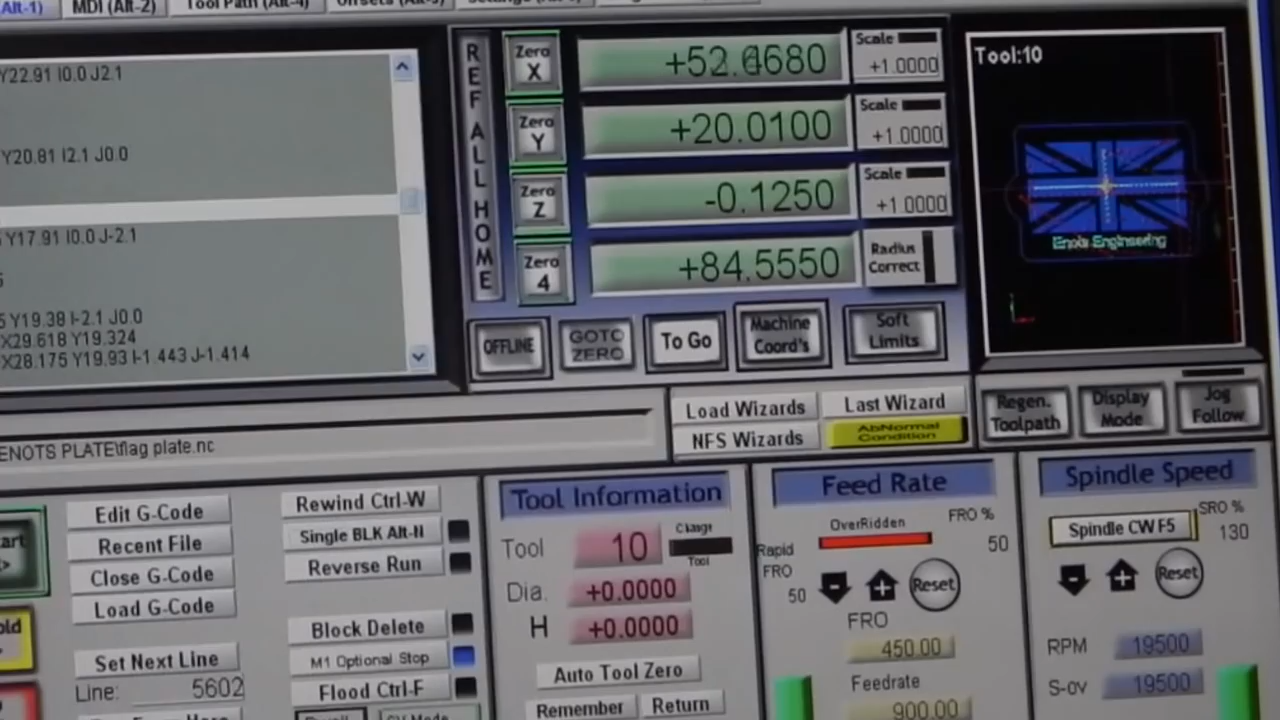 Alt-1) MDI (Alt-2) Tool Path (Alt-4) Offsets (Alt-5)
Y22.91 I0.0 J2.1
Y20.81 I2.1 J0.0
Y17.91 I0.0 J-2.1
Y19.38 I-2.1 J0.0
X29.618 Y19.324
X28.175 Y19.93 I-1.443 J-1.414
REF ALL HOME
Zero X
Scale
+1.0000
Zero Y +20.0100
Scale
+1.0000
Zero Z -0.1250
Scale
+1.0000
Zero 4 +84.5550
Radius Correct
OFFLINE
GOTO ZERO
To Go
Machine Coord's
Soft Limits
Tool:10
Enots Engineering
ENOTS PLATE\flag plate.nc
Load Wizards
Last Wizard
NFS Wizards
AbNormal Condition
Regen. Toolpath
Display Mode
Jog Follow
Edit G-Code
Recent File
Close G-Code
Load G-Code
Set Next Line
Line: 5602
Rewind Ctrl-W
Single BLK Alt-N
Reverse Run
Block Delete
M1 Optional Stop
Flood Ctrl-F
Tool Information
Tool 10
Change Tool
Dia. +0.0000
H +0.0000
Auto Tool Zero
Remember
Return
Feed Rate
OverRidden
FRO %
50
Rapid FRO
50
Reset
FRO
450.00
Feedrate
900.00
Spindle Speed
Spindle CW F5
SRO %
130
Reset
RPM 19500
S-ov 19500